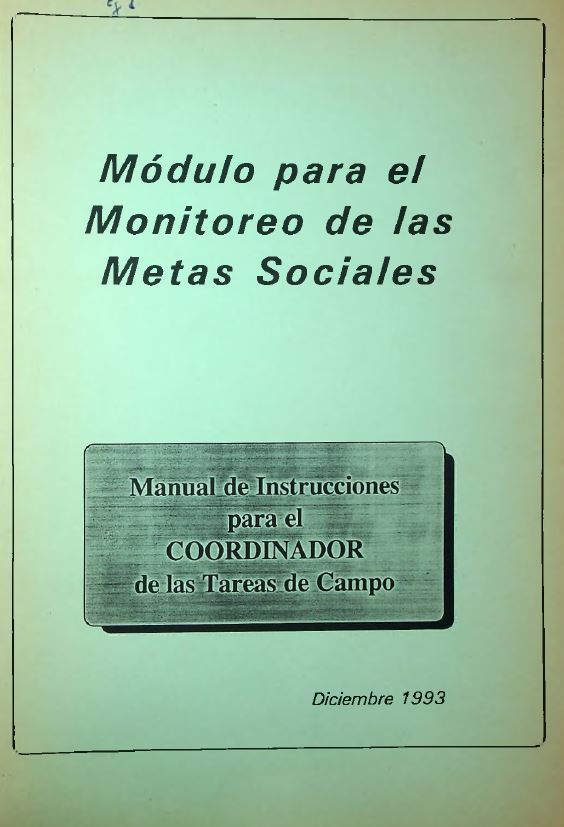 Módulo para el
Monitoreo de las
Metas Sociales
Manual de Instrucciones
para el
COORDINADOR
de las Tareas de Campo
Diciembre 1993